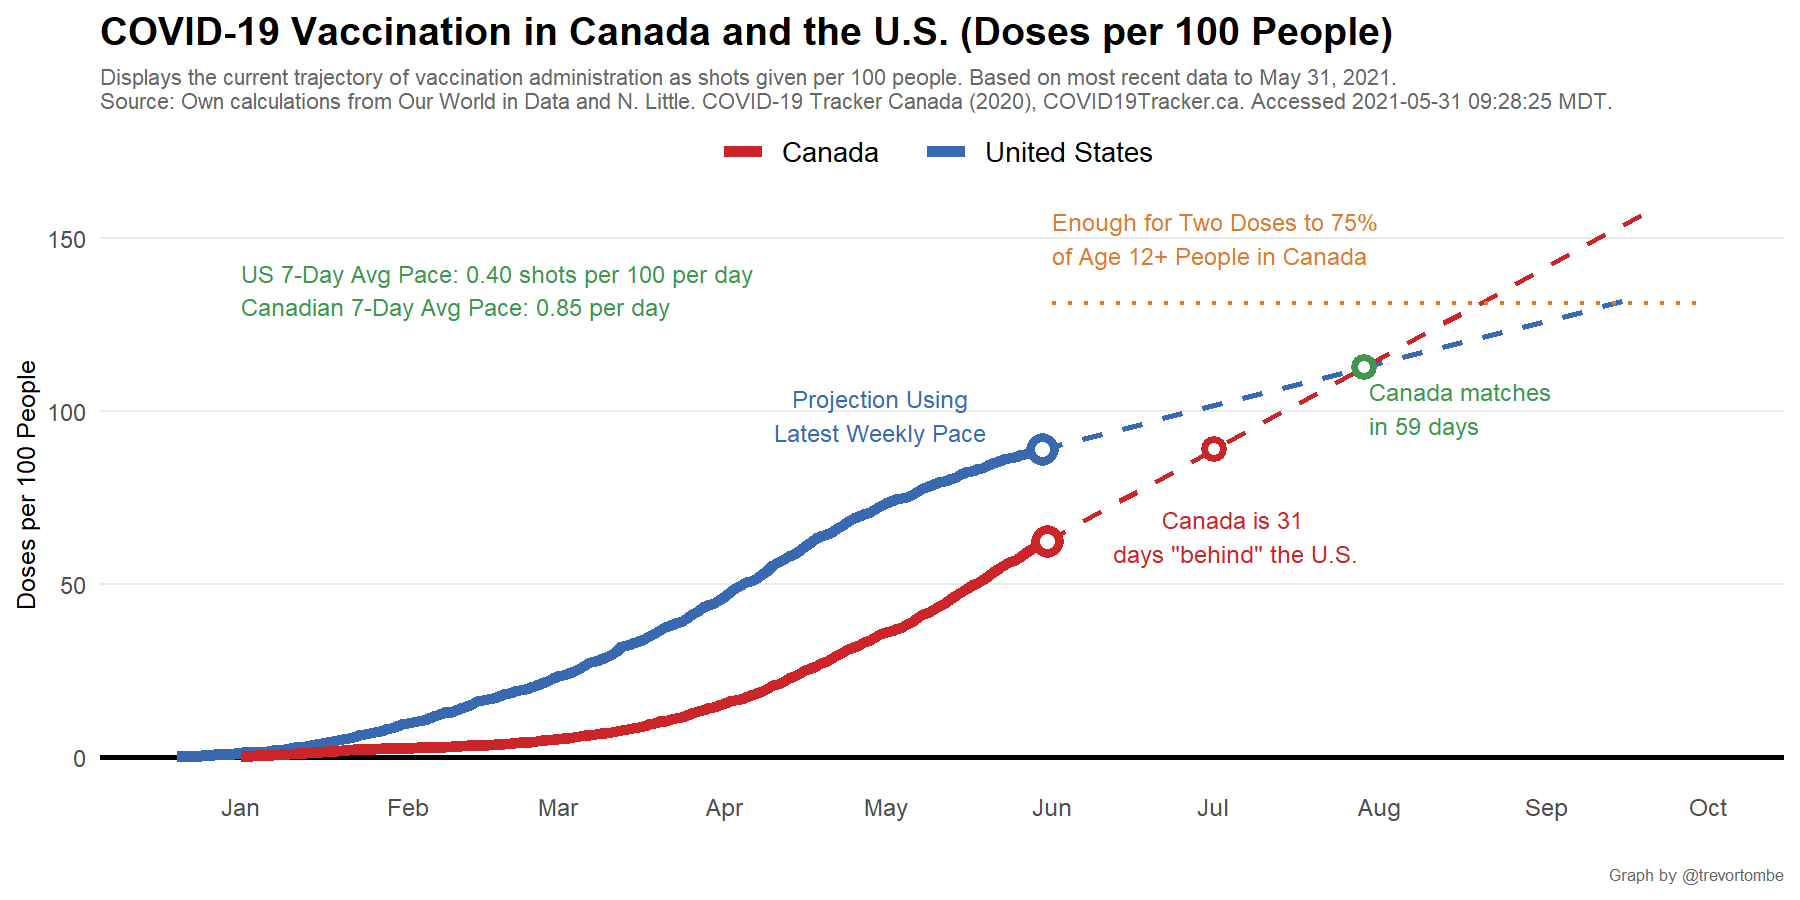 COVID-19 Vaccination in Canada and the U.S. (Doses per 100 People)
Displays the current trajectory of vaccination administration as shots given per 100 people. Based on most recent data to May 31, 2021.
Source: Own calculations from Our World in Data and N. Little. COVID-19 Tracker Canada (2020), COVID19Tracker.ca. Accessed 2021-05-31 09:28:25 MDT.
Canada
United States
Enough for Two Doses to 75%
of Age 12+ People in Canada
US 7-Day Avg Pace: 0.40 shots per 100 per day
Canadian 7-Day Avg Pace: 0.85 per day
Projection Using
Latest Weekly Pace
Canada matches
in 59 days
Canada is 31
days "behind" the U.S.
Doses per 100 People
150
100
50
0
Jan
Feb
Mar
Apr
May
Jun
Jul
Aug
Sep
Oct
Graph by @trevortombe